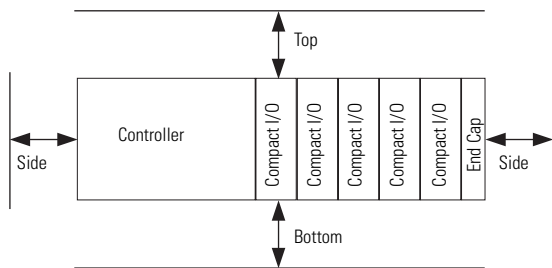 Top
Side
Controller
Compact I/O
Compact I/O
Compact I/O
Compact I/O
Compact I/O
End Cap
Side
Bottom